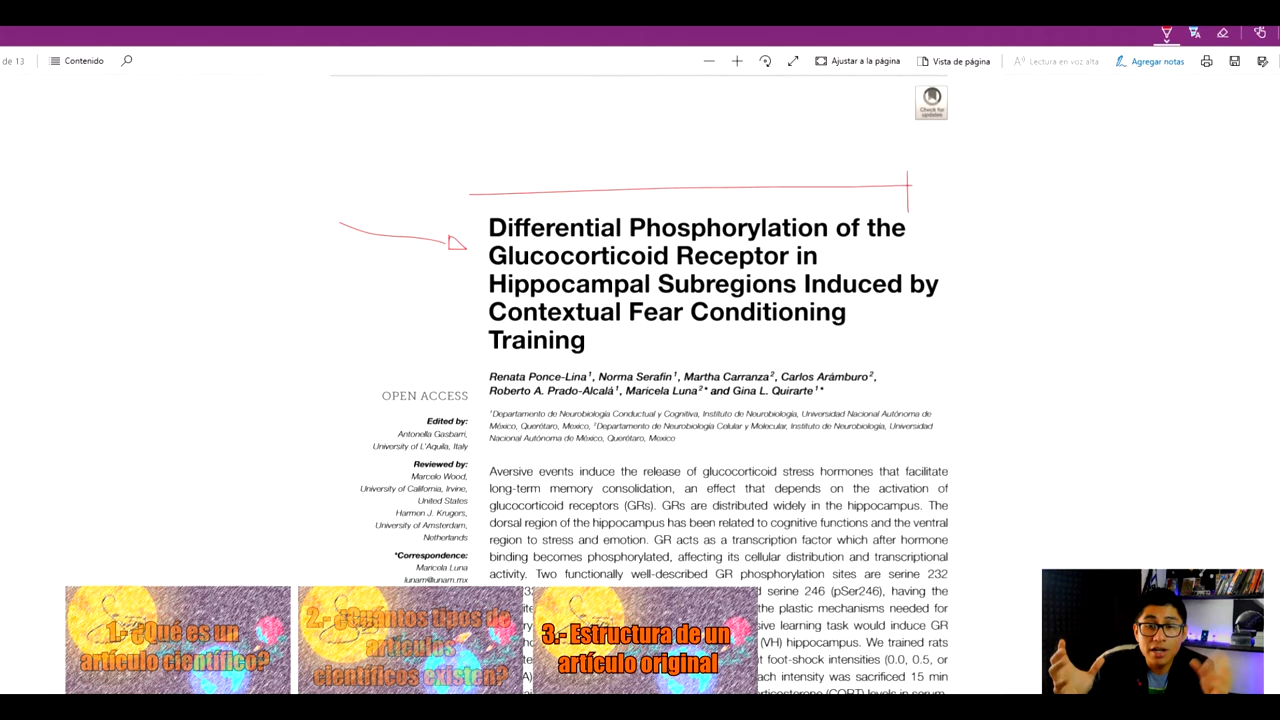 de 13
Contenido
Ajustar a la página
Vista de página
Lectura en voz alta
Agregar notas
Check for
updates
Differential Phosphorylation of the
Glucocorticoid Receptor in
Hippocampal Subregions Induced by
Contextual Fear Conditioning
Training
Renata Ponce-Lina¹, Norma Serafín¹, Martha Carranza², Carlos Arámburo²,
Roberto A. Prado-Alcalá¹, Maricela Luna²* and Gina L. Quirarte¹*
¹Departamento de Neurobiología Conductual y Cognitiva, Instituto de Neurobiología, Universidad Nacional Autónoma de
México, Querétaro, Mexico, ²Departamento de Neurobiología Celular y Molecular, Instituto de Neurobiología, Universidad
Nacional Autónoma de México, Querétaro, Mexico
OPEN ACCESS
Edited by:
Antonella Gasbarri,
University of L'Aquila, Italy
Reviewed by:
Marcelo Wood,
University of California, Irvine,
United States
Harmen J. Krugers,
University of Amsterdam,
Netherlands
*Correspondence:
Maricela Luna
lunam@unam.mx
Aversive events induce the release of glucocorticoid stress hormones that facilitate
long-term memory consolidation, an effect that depends on the activation of
glucocorticoid receptors (GRs). GRs are distributed widely in the hippocampus. The
dorsal region of the hippocampus has been related to cognitive functions and the ventral
region to stress and emotion. GR acts as a transcription factor which after hormone
binding becomes phosphorylated, affecting its cellular distribution and transcriptional
activity. Two functionally well-described GR phosphorylation sites are serine 232
serine 246 (pSer246), having the
the plastic mechanisms needed for
sive learning task would induce GR
(VH) hippocampus. We trained rats
t foot-shock intensities (0.0, 0.5, or
ach intensity was sacrificed 15 min
1.- ¿Qué es un
artículo científico?
2.- ¿Cuántos tipos de
artículos
científicos existen?
3.- Estructura de un
artículo original